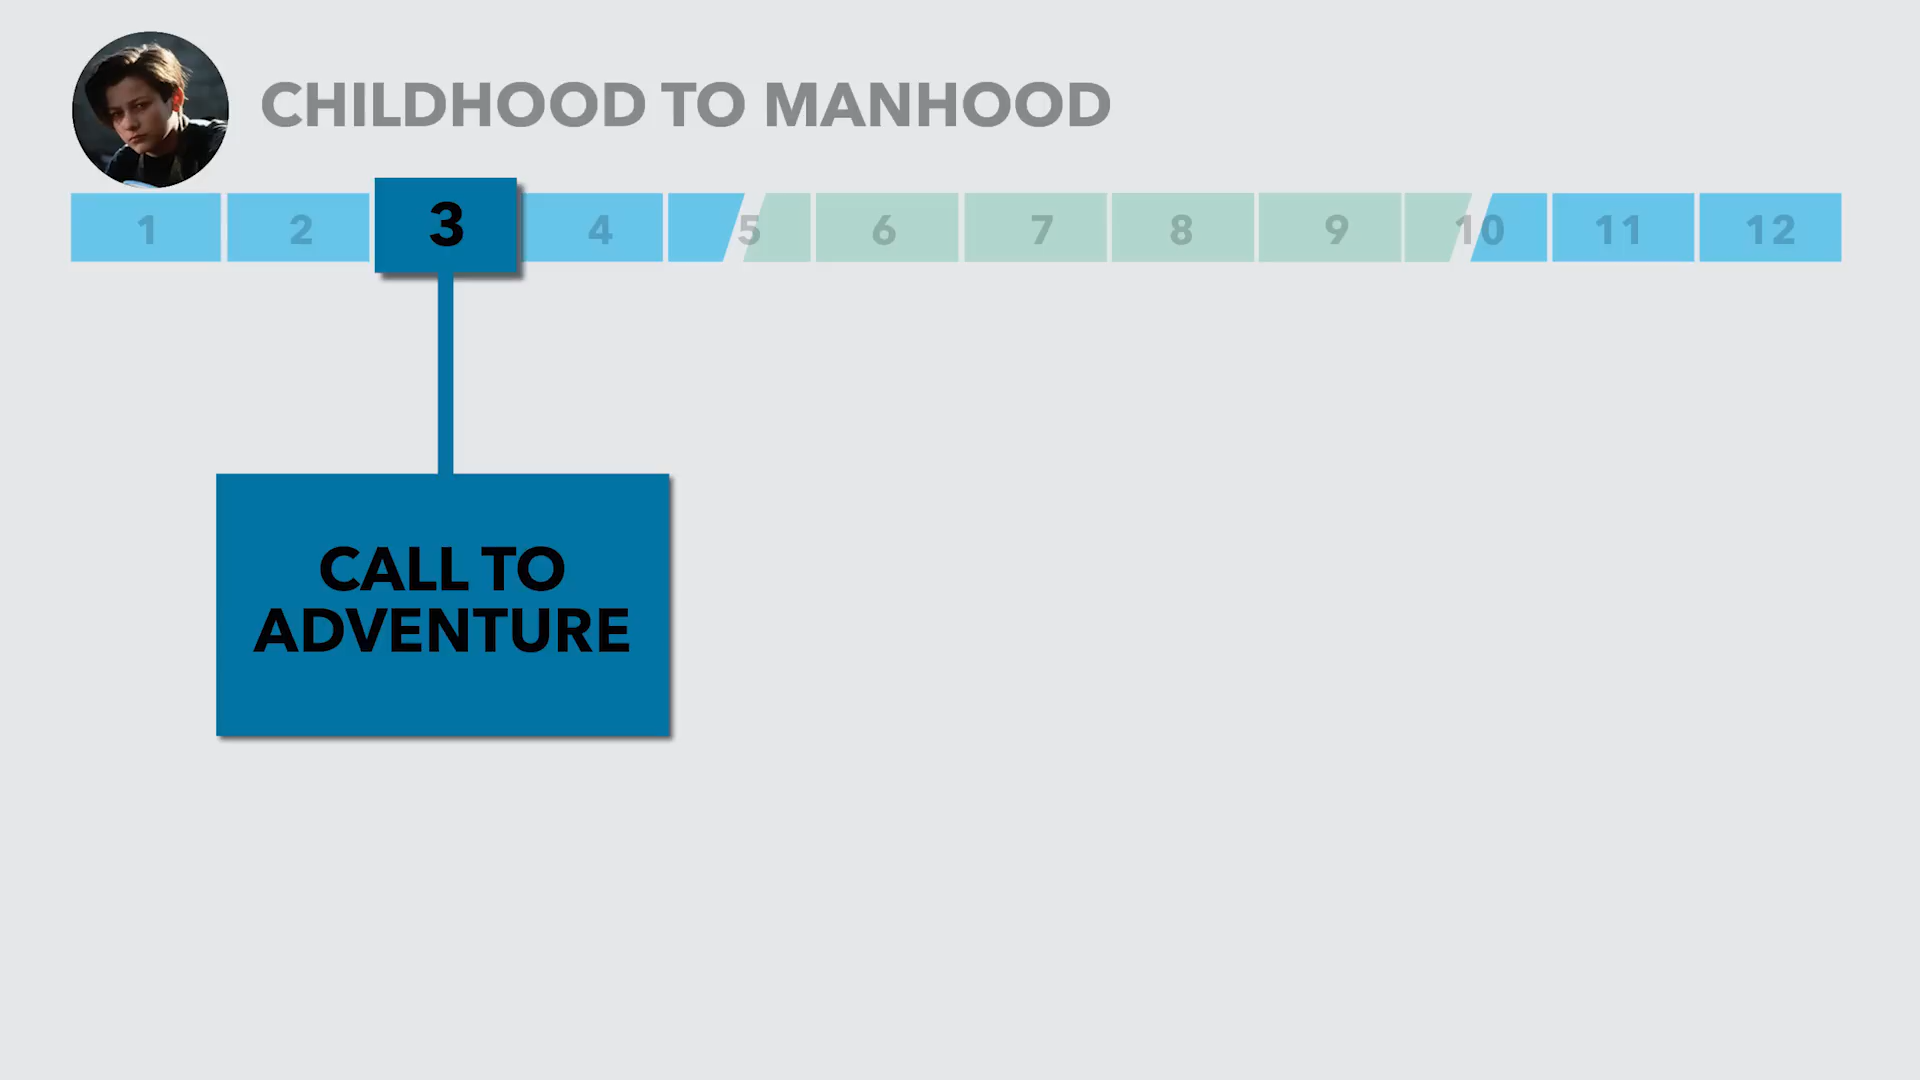 CHILDHOOD TO MANHOOD
1 2 3 4 5 6 7 8 9 10 11 12
CALL TO
ADVENTURE